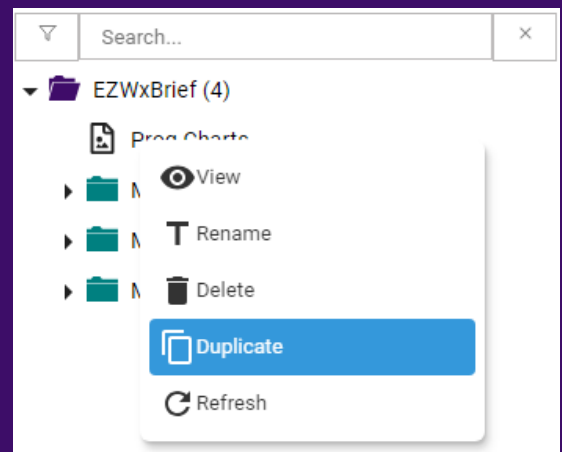 Search...
EZWxBrief (4)
Prog Charts
M
View
M
Rename
M
Delete
Duplicate
Refresh